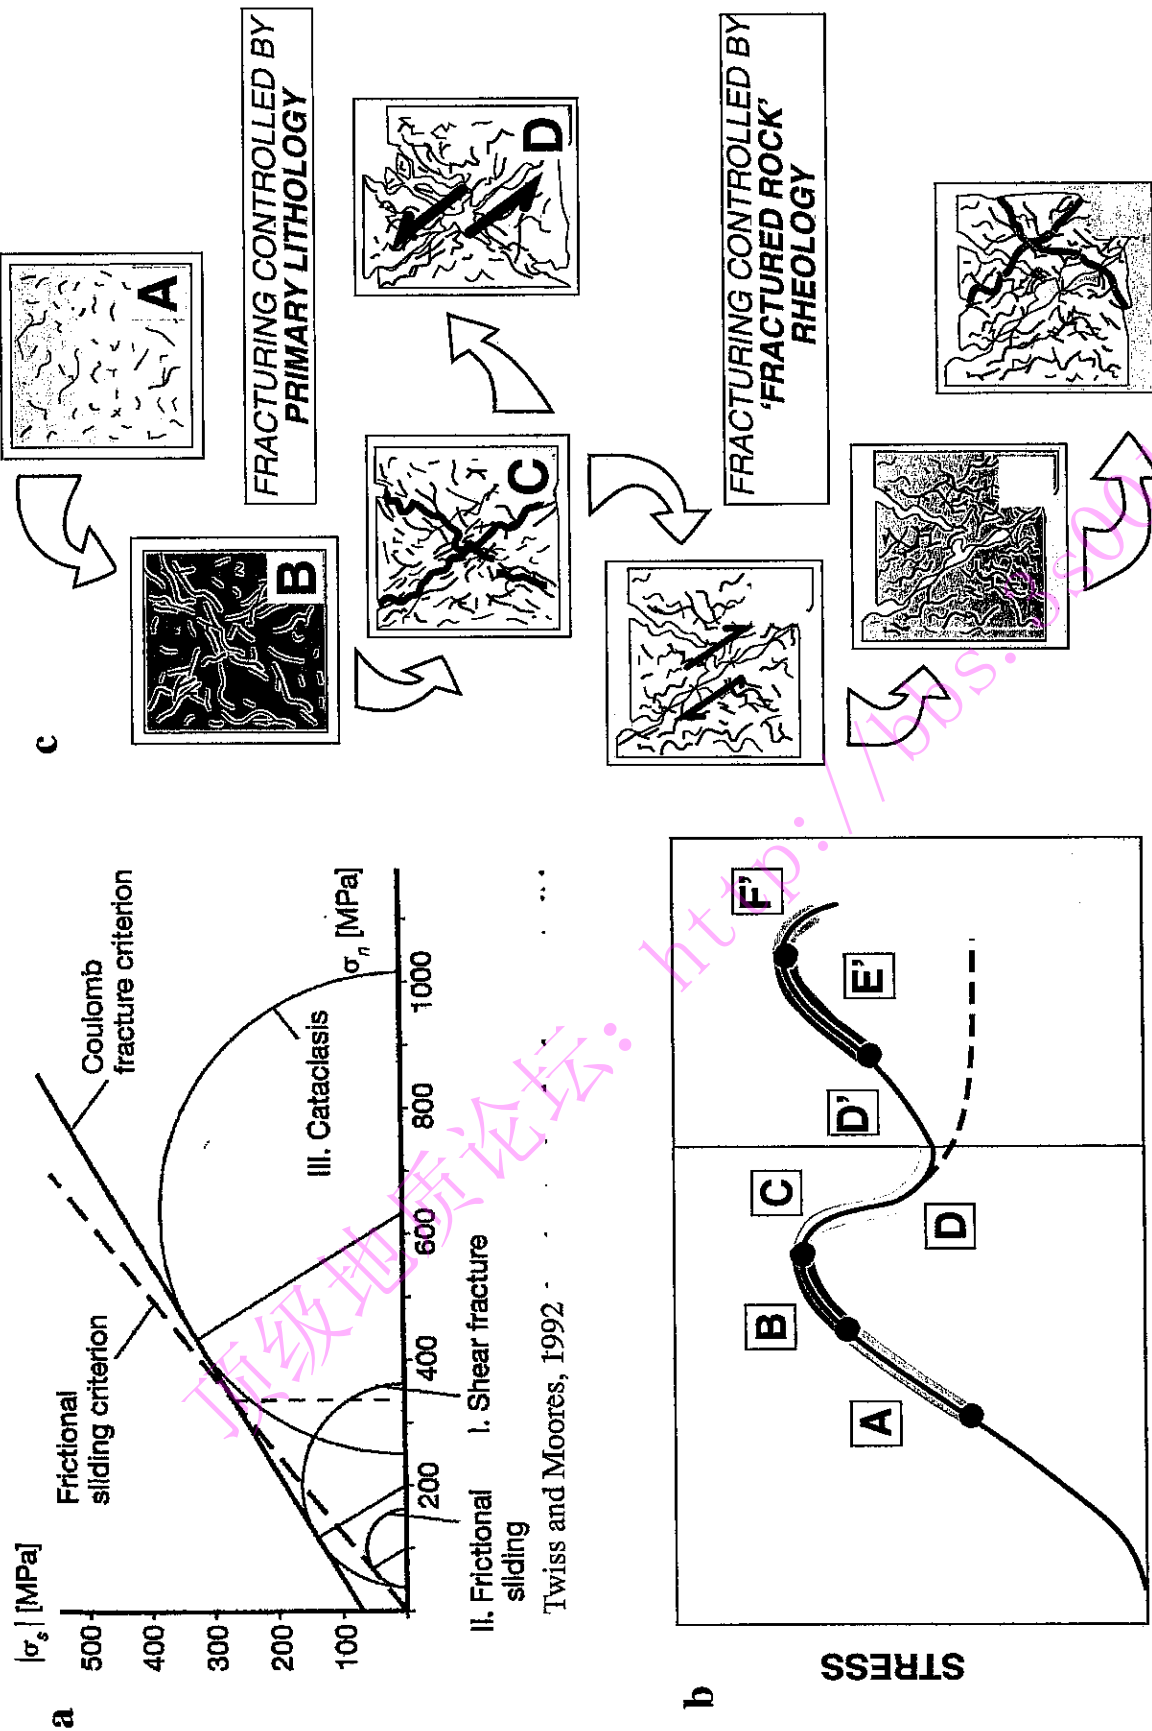 a
|σs| [MPa]
500
400
300
200
100
Frictional
sliding criterion
Coulomb
fracture criterion
III. Cataclasis
σn [MPa]
200
400
600
800
1000
II. Frictional
sliding
I. Shear fracture
Twiss and Moores, 1992
b
STRESS
A
B
C
D
D'
E'
F'
c
A
B
C
D
FRACTURING CONTROLLED BY
PRIMARY LITHOLOGY
FRACTURING CONTROLLED BY
'FRACTURED ROCK'
RHEOLOGY
顶级地质论坛: http://bbs.3s00